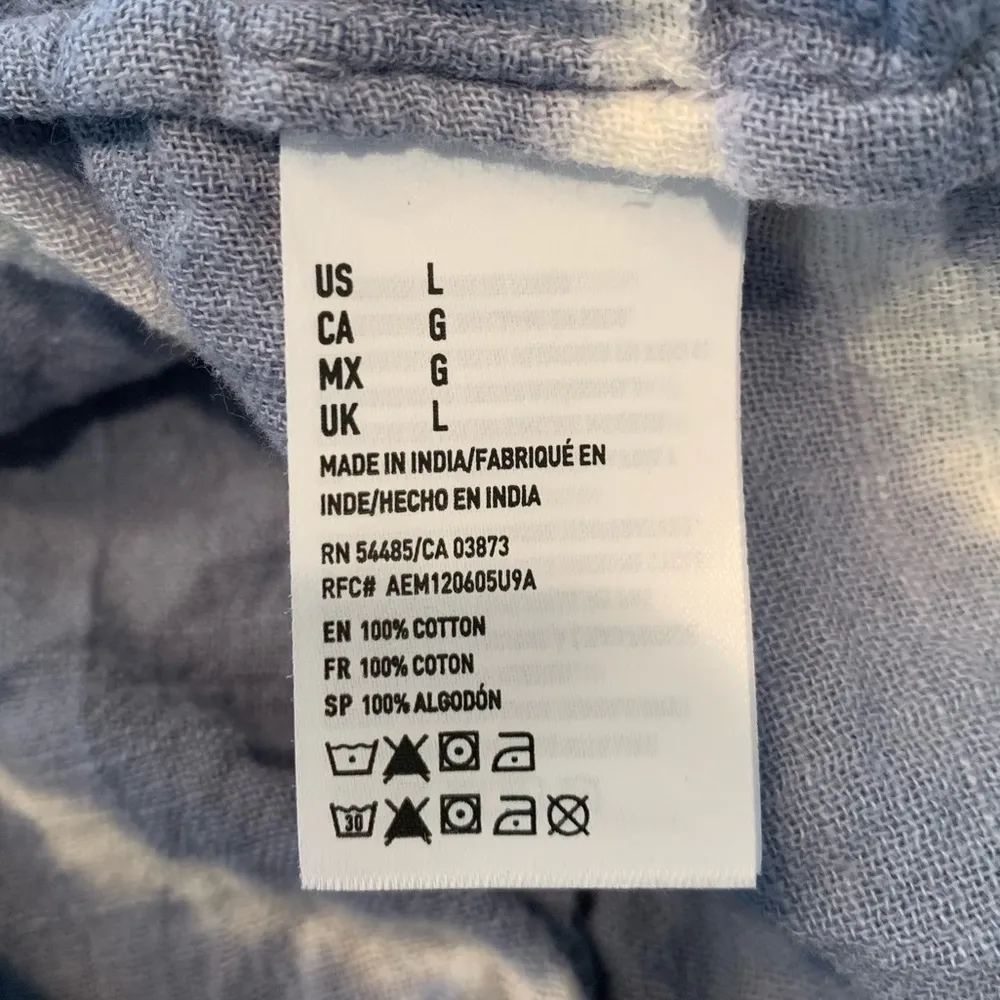 US L
CA G
MX G
UK L
MADE IN INDIA/FABRIQUÉ EN
INDE/HECHO EN INDIA
RN 54485/CA 03873
RFC# AEM120605U9A
EN 100% COTTON
FR 100% COTON
SP 100% ALGODÓN
30